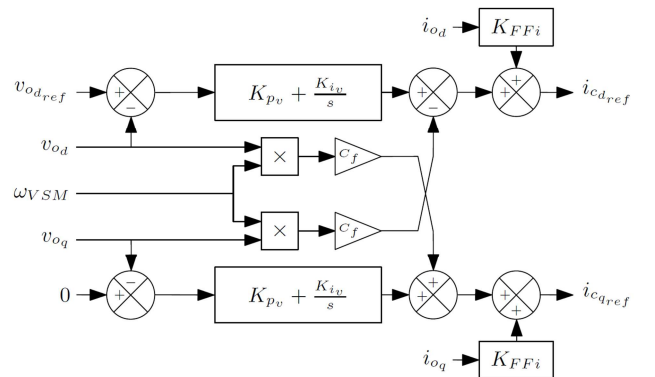 i_{o_d} K_{FFi}
v_{o_{d_{ref}}} + − K_{p_v} + \frac{K_{i_v}}{s} + − + + i_{c_{d_{ref}}}
v_{o_d} × C_f
ω_{VSM}
v_{o_q} × C_f
0 + − K_{p_v} + \frac{K_{i_v}}{s} + + + + i_{c_{q_{ref}}}
i_{o_q} K_{FFi}